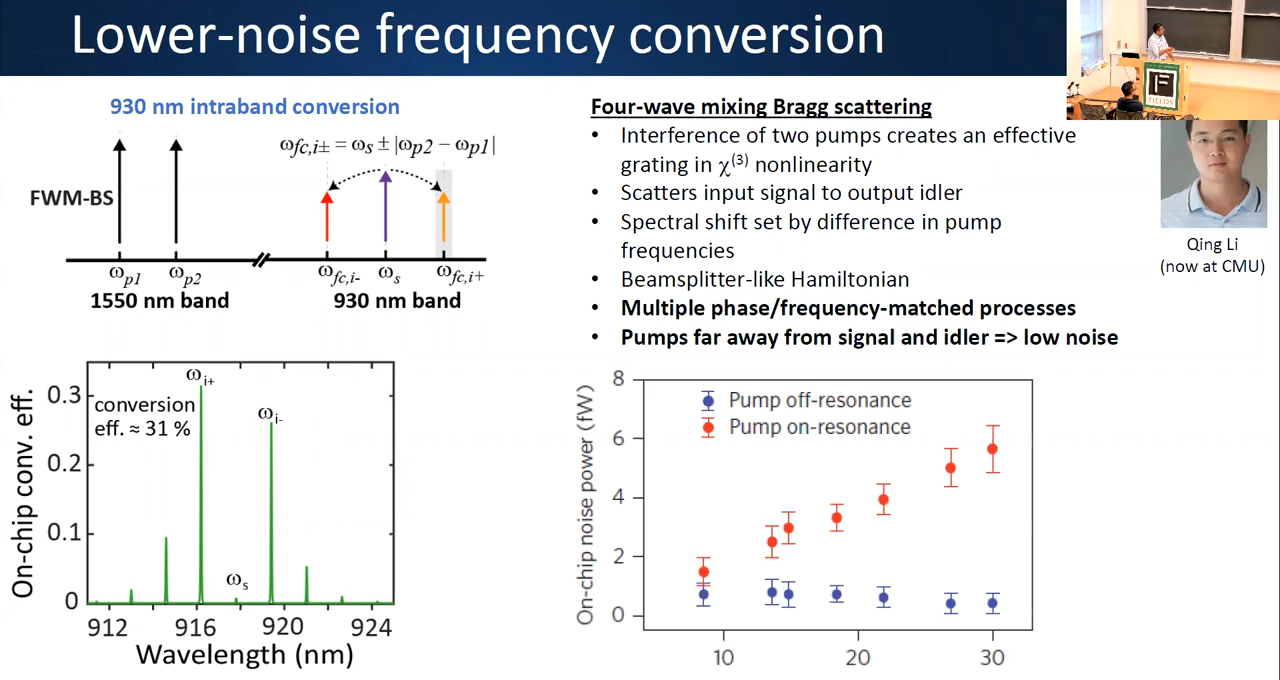 Lower-noise frequency conversion
FIELDS
930 nm intraband conversion
ωfc,i± = ωs ± |ωp2 − ωp1|
FWM-BS
ωp1 ωp2 ωfc,i- ωs ωfc,i+
1550 nm band 930 nm band
Four-wave mixing Bragg scattering
• Interference of two pumps creates an effective
grating in χ(3) nonlinearity
• Scatters input signal to output idler
• Spectral shift set by difference in pump
frequencies
• Beamsplitter-like Hamiltonian
• Multiple phase/frequency-matched processes
• Pumps far away from signal and idler => low noise
Qing Li
(now at CMU)
On-chip conv. eff.
0.3
0.2
0.1
0
conversion
eff. ≈ 31 %
ωi+
ωi-
ωs
912 916 920 924
Wavelength (nm)
On-chip noise power (fW)
8
6
4
2
0
Pump off-resonance
Pump on-resonance
10 20 30